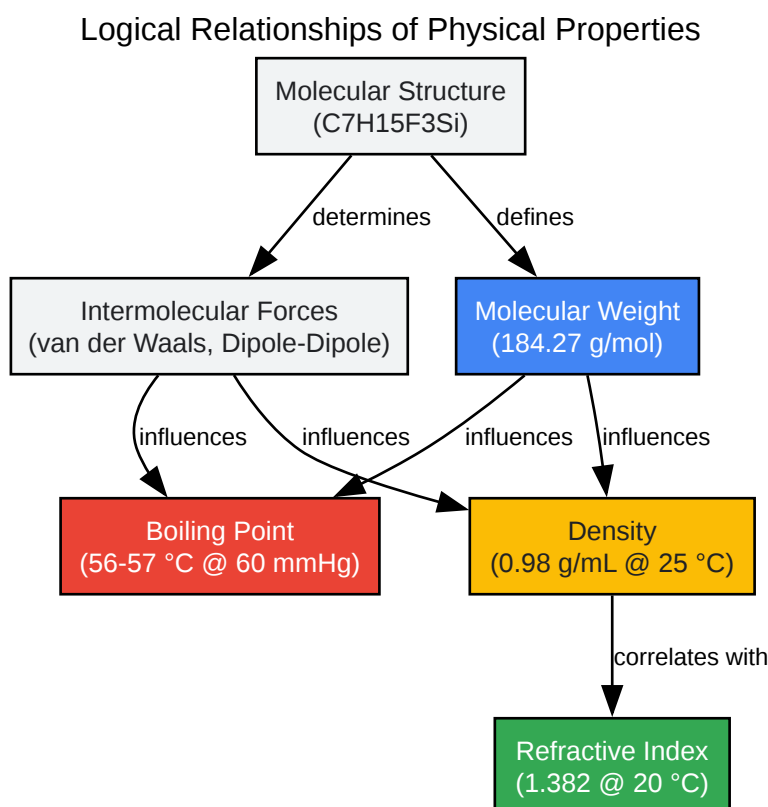 Logical Relationships of Physical Properties
Molecular Structure
(C7H15F3Si)
determines
defines
Intermolecular Forces
(van der Waals, Dipole-Dipole)
Molecular Weight
(184.27 g/mol)
influences
influences
influences
influences
Boiling Point
(56-57 °C @ 60 mmHg)
Density
(0.98 g/mL @ 25 °C)
correlates with
Refractive Index
(1.382 @ 20 °C)